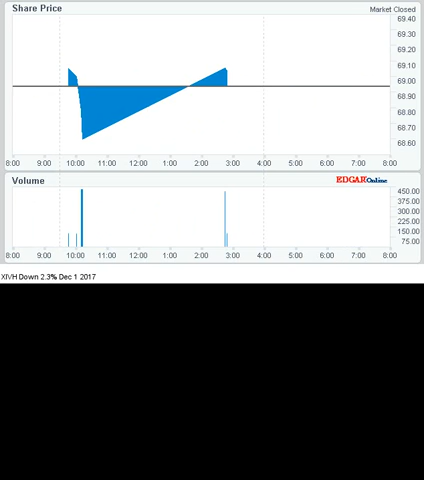 Share Price
Market Closed
69.40
69.30
69.20
69.10
69.00
68.90
68.80
68.70
68.60
8:00 9:00 10:00 11:00 12:00 1:00 2:00 3:00 4:00 5:00 6:00 7:00 8:00
Volume
EDGAR Online
450.00
375.00
300.00
225.00
150.00
75.00
8:00 9:00 10:00 11:00 12:00 1:00 2:00 3:00 4:00 5:00 6:00 7:00 8:00
XIVH Down 2.3% Dec 1 2017